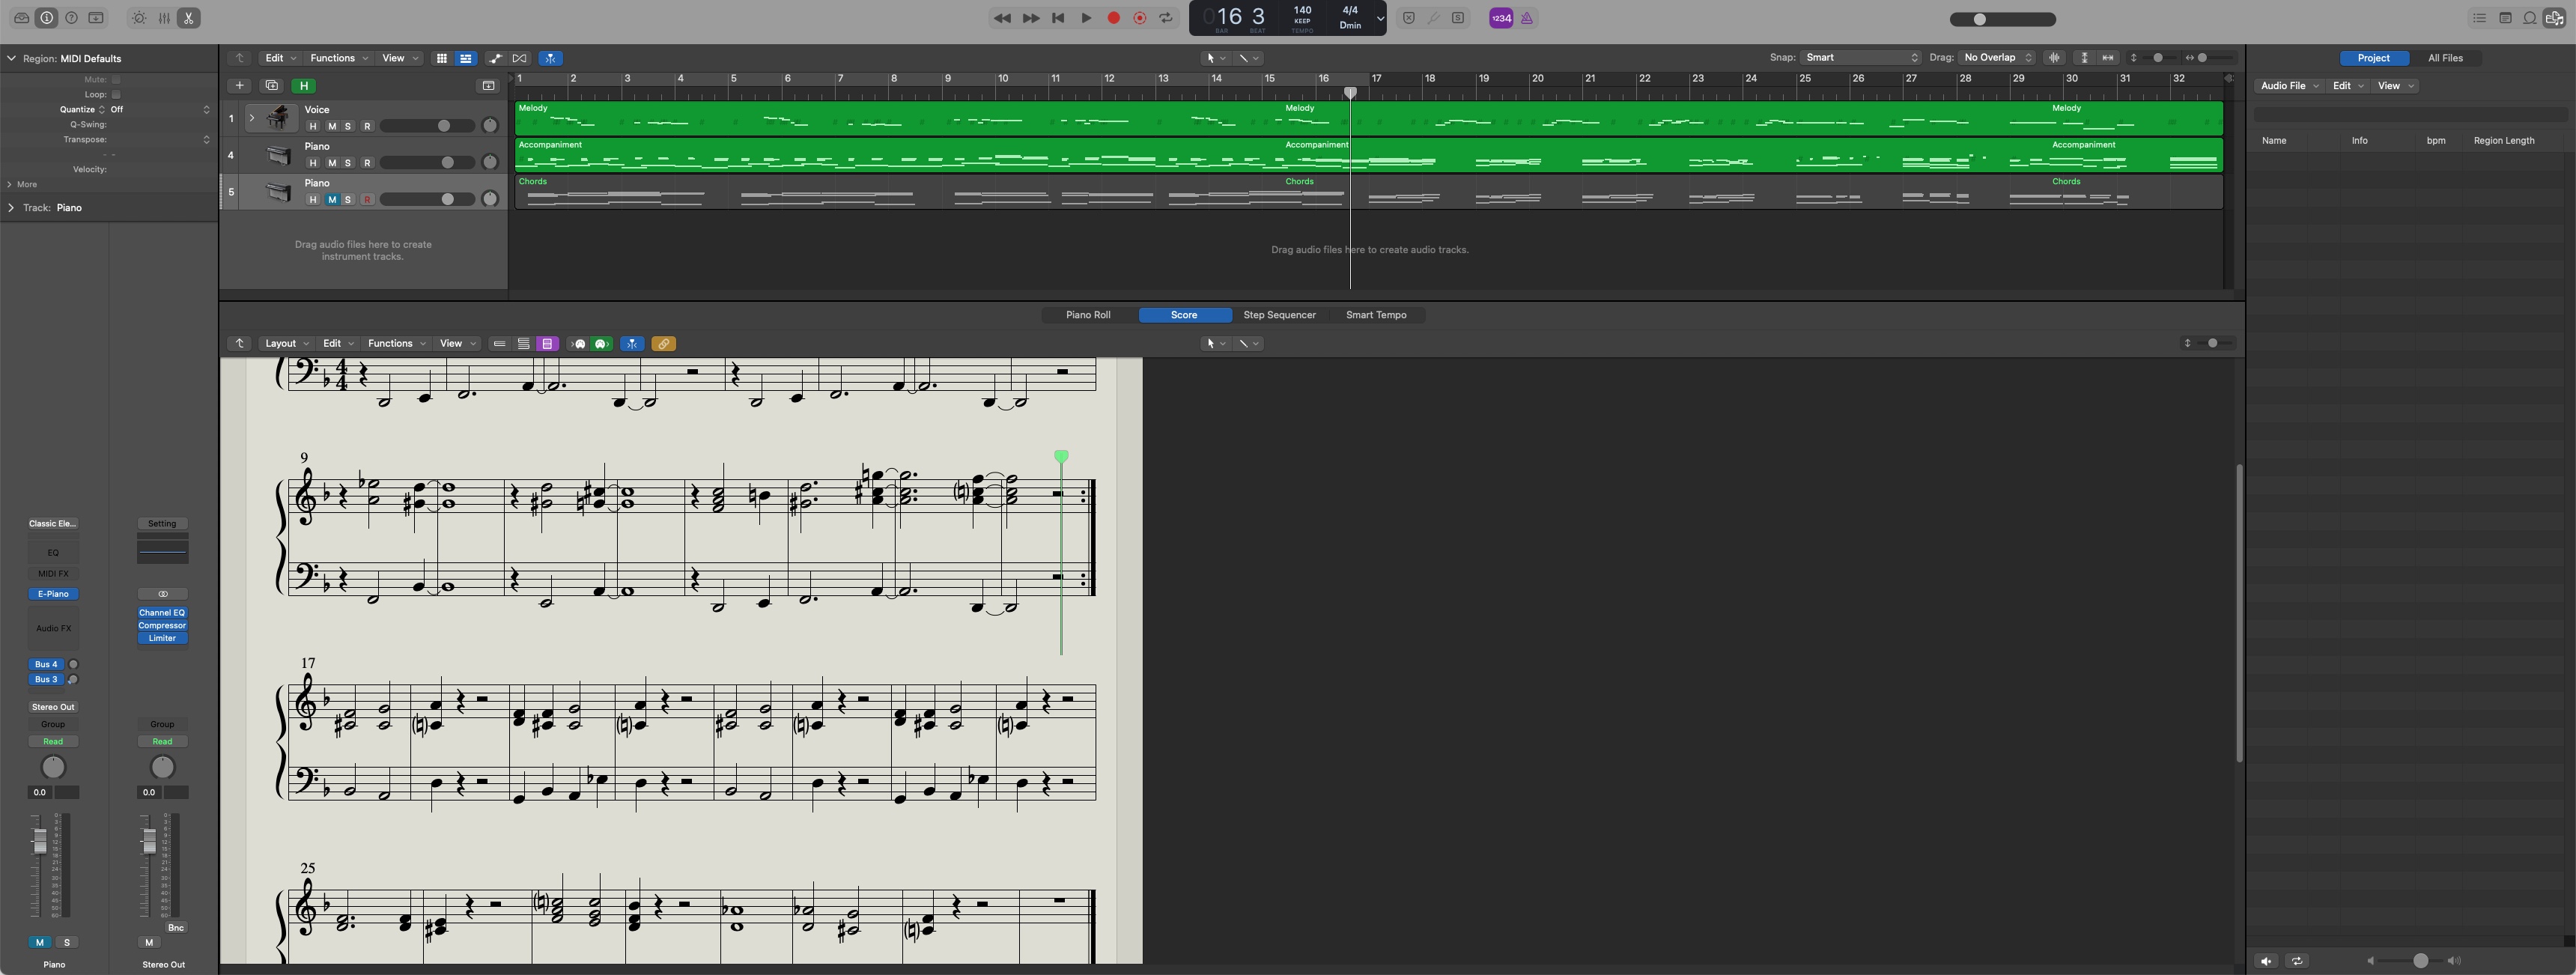 16 3
BAR BEAT
140
KEEP
TEMPO
4/4
Dmin
1234
Region: MIDI Defaults
Mute:
Loop:
Quantize Off
Q-Swing:
Transpose:
Velocity:
More
Track: Piano
Edit Functions View
Snap: Smart Drag: No Overlap
H
1 2 3 4 5 6 7 8 9 10 11 12 13 14 15 16 17 18 19 20 21 22 23 24 25 26 27 28 29 30 31 32
1 Voice
H M S R
Melody Melody Melody
4 Piano
H M S R
Accompaniment Accompaniment Accompaniment
5 Piano
H M S R
Chords Chords Chords
Drag audio files here to create
instrument tracks.
Drag audio files here to create audio tracks.
Piano Roll Score Step Sequencer Smart Tempo
Layout Edit Functions View
9
17
25
Classic Ele...
EQ
MIDI FX
E-Piano
Audio FX
Bus 4
Bus 3
Stereo Out
Group
Read
0.0
M S
Piano
Setting
Channel EQ
Compressor
Limiter
Group
Read
0.0
Bnc
M
Stereo Out
Project All Files
Audio File Edit View
Name Info bpm Region Length